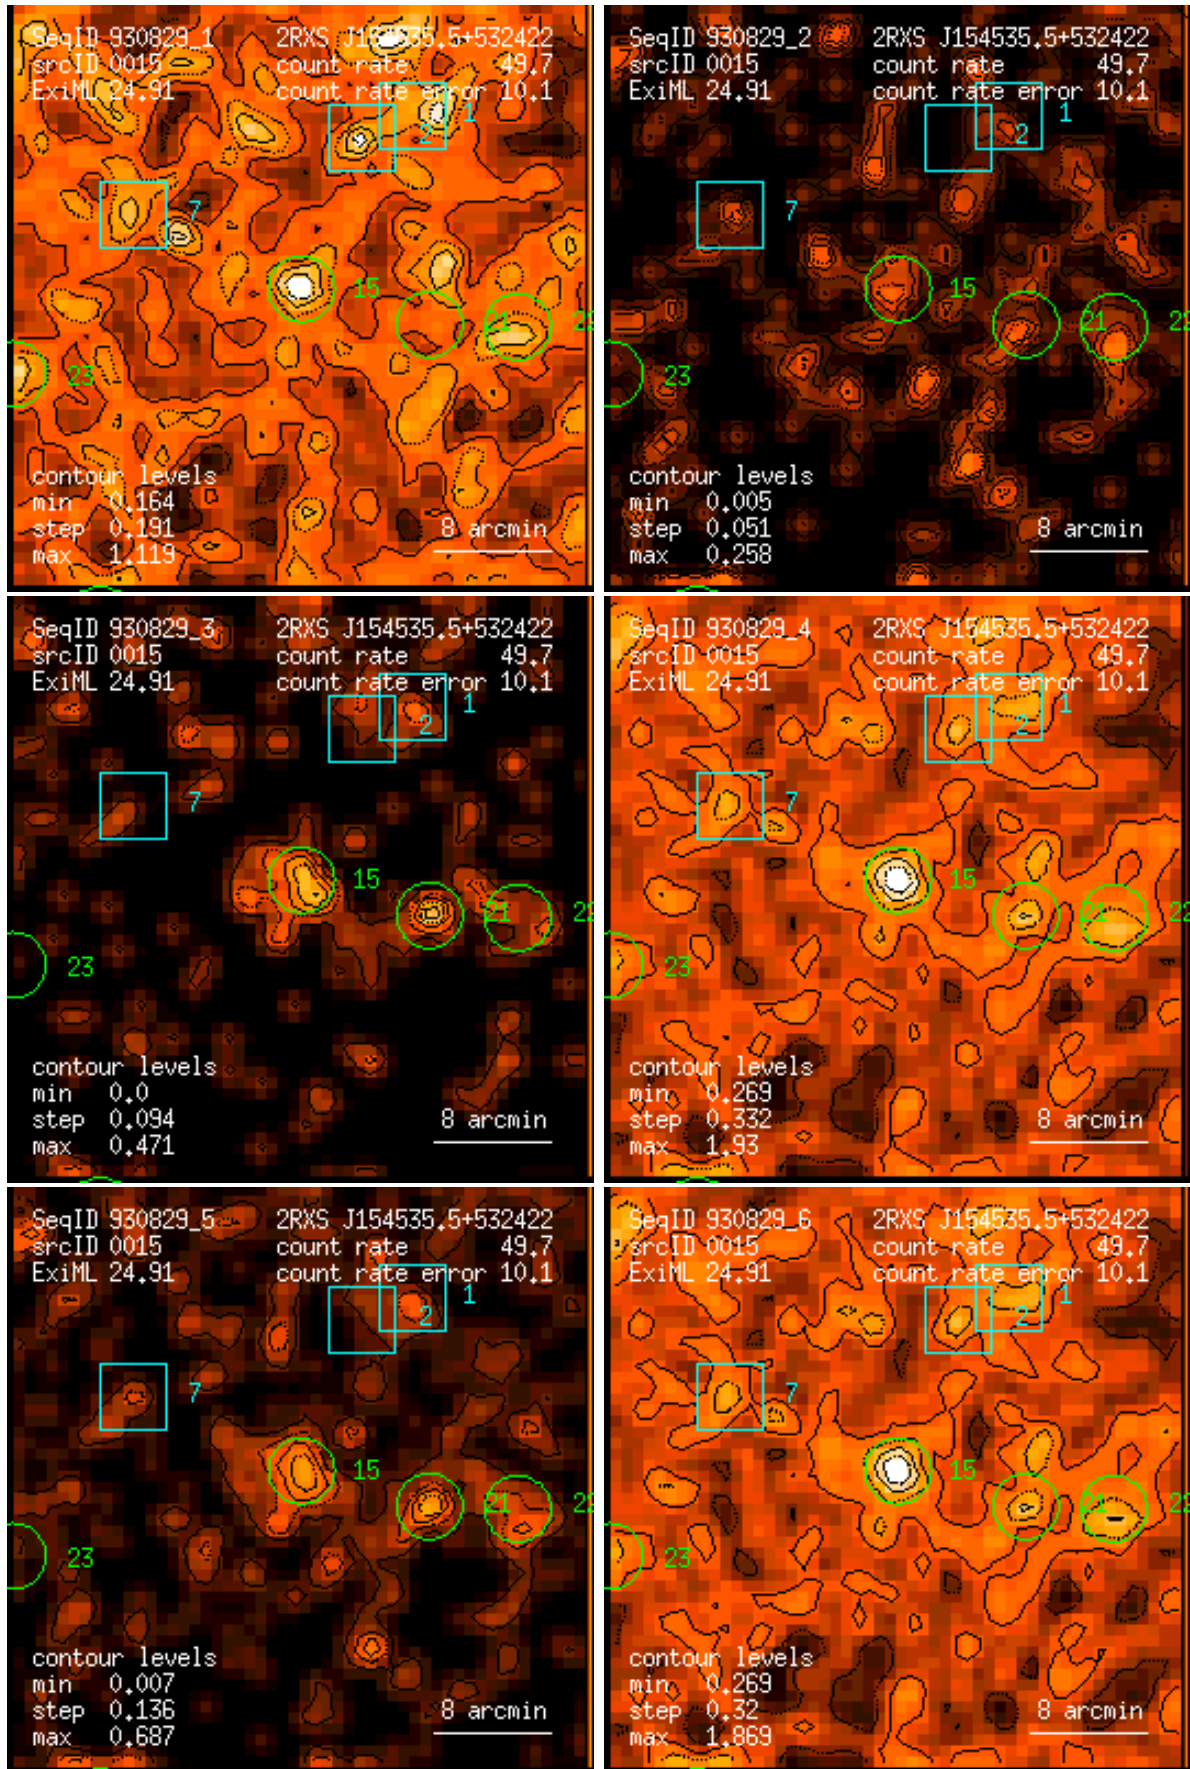 SeqID 930829_1 2RXS J154535.5+532422
srcID 0015 count rate 49.7
ExiML 24.91 count rate error 10.1
1
2
7
15
21
22
23
contour levels
min 0.164
step 0.191 8 arcmin
max 1.119
SeqID 930829_2 2RXS J154535.5+532422
srcID 0015 count rate 49.7
ExiML 24.91 count rate error 10.1
1
2
7
15
21
22
23
contour levels
min 0.005
step 0.051 8 arcmin
max 0.258
SeqID 930829_3 2RXS J154535.5+532422
srcID 0015 count rate 49.7
ExiML 24.91 count rate error 10.1
1
2
7
15
21
22
23
contour levels
min 0.0
step 0.094 8 arcmin
max 0.471
SeqID 930829_4 2RXS J154535.5+532422
srcID 0015 count rate 49.7
ExiML 24.91 count rate error 10.1
1
2
7
15
21
22
23
contour levels
min 0.269
step 0.332 8 arcmin
max 1.93
SeqID 930829_5 2RXS J154535.5+532422
srcID 0015 count rate 49.7
ExiML 24.91 count rate error 10.1
1
2
7
15
21
22
23
contour levels
min 0.007
step 0.136 8 arcmin
max 0.687
SeqID 930829_6 2RXS J154535.5+532422
srcID 0015 count rate 49.7
ExiML 24.91 count rate error 10.1
1
2
7
15
21
22
23
contour levels
min 0.269
step 0.32 8 arcmin
max 1.869